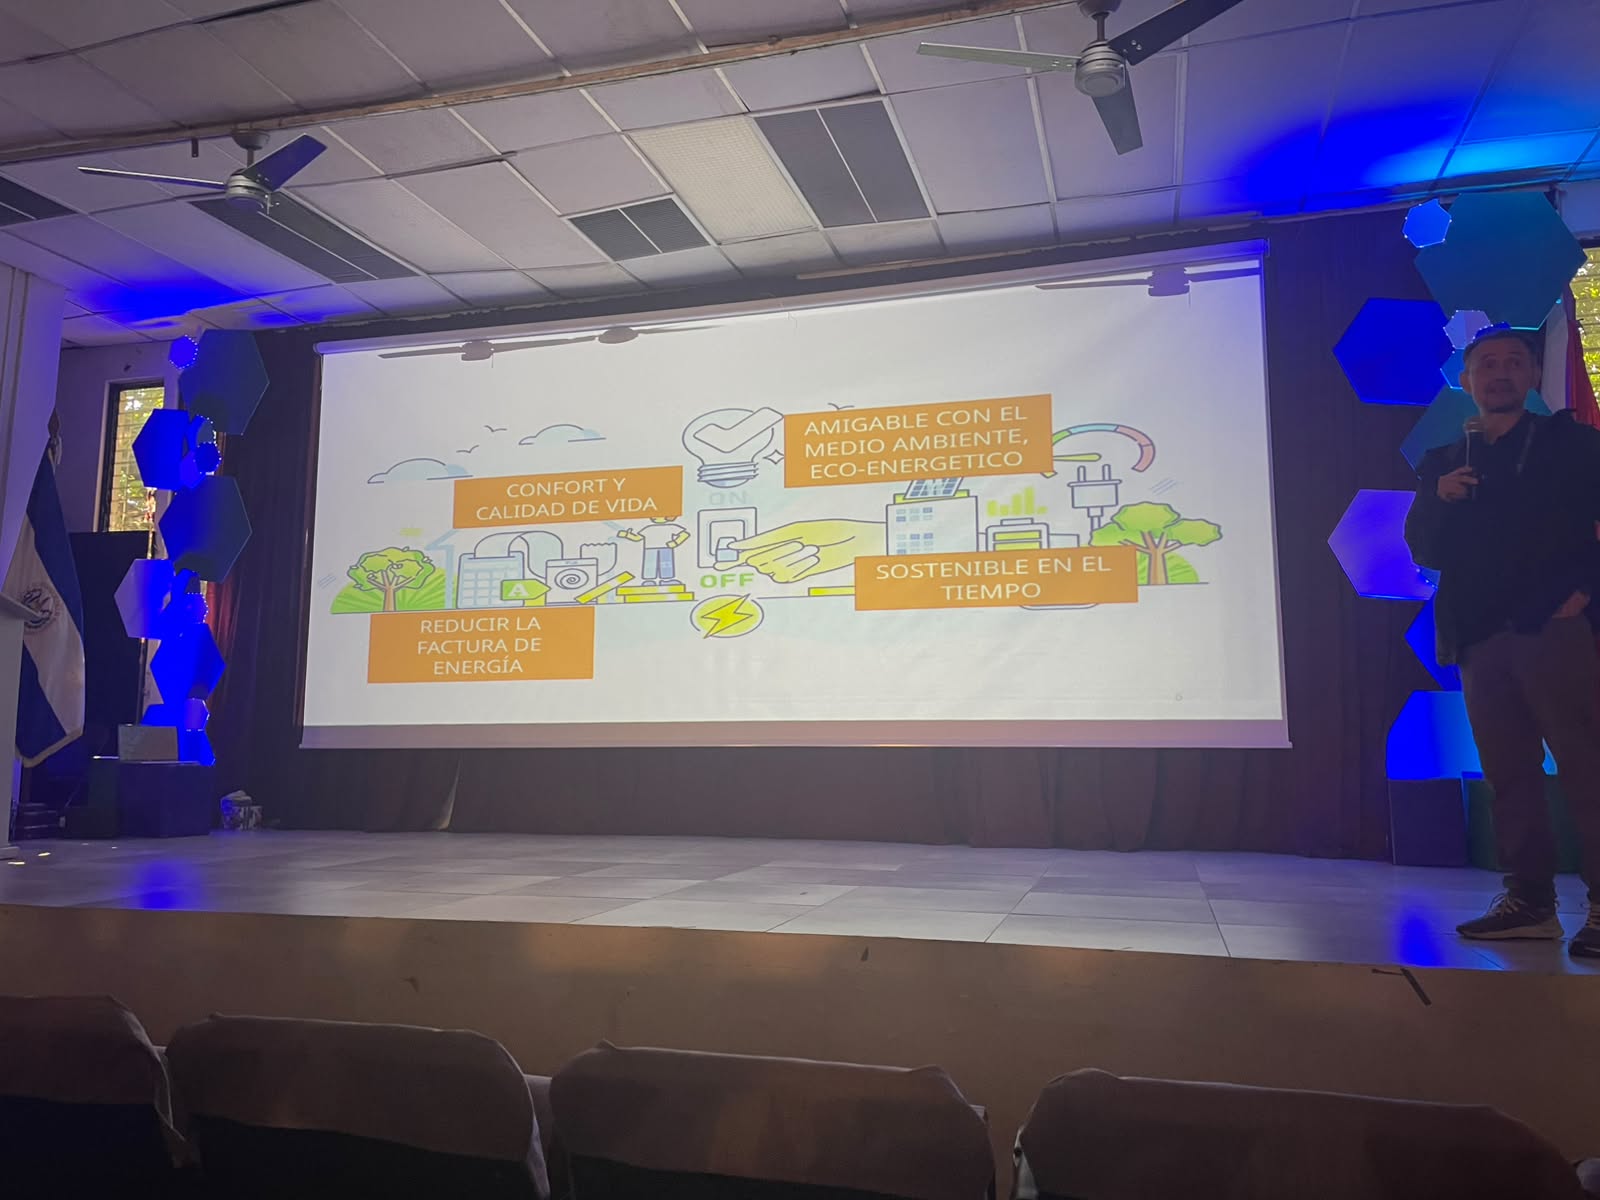 AMIGABLE CON EL
MEDIO AMBIENTE,
ECO-ENERGETICO
CONFORT Y
CALIDAD DE VIDA
ON
OFF
A
SOSTENIBLE EN EL
TIEMPO
REDUCIR LA
FACTURA DE
ENERGÍA